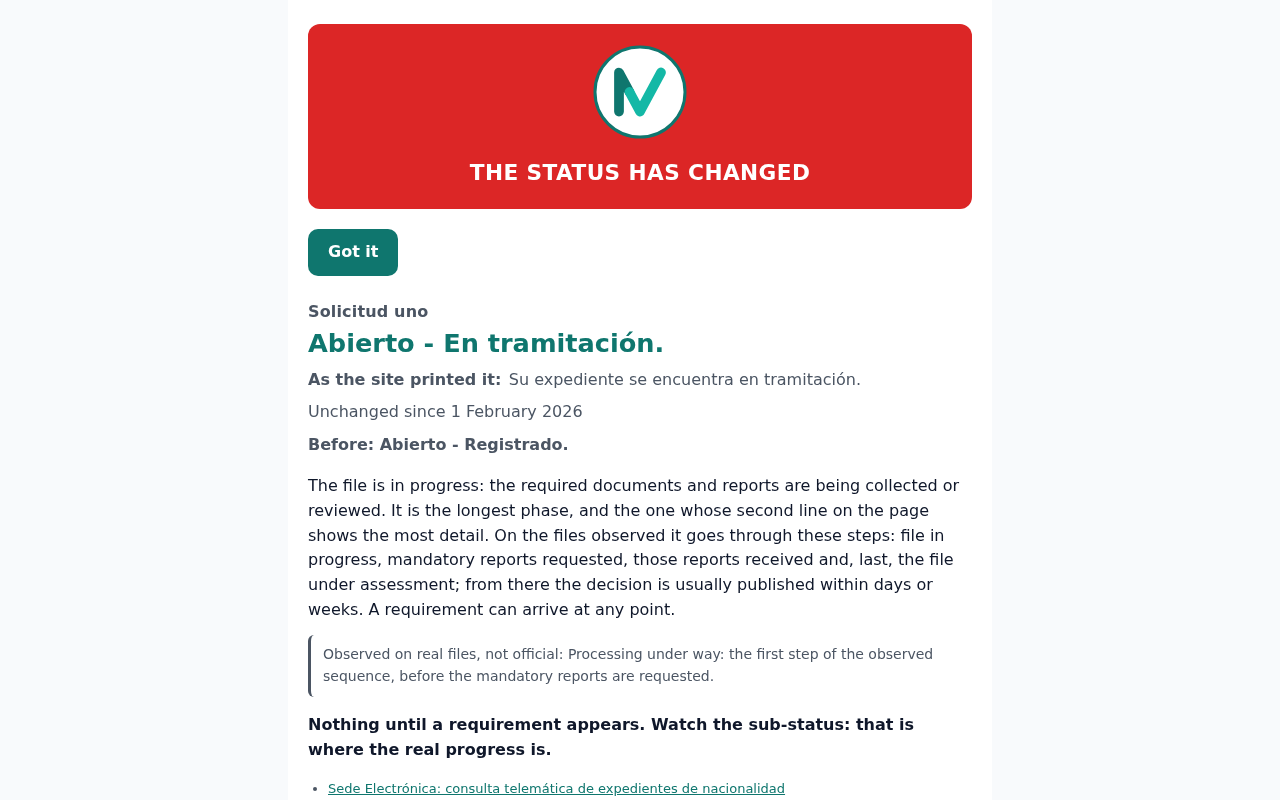 THE STATUS HAS CHANGED
Got it
Solicitud uno
Abierto - En tramitación.
As the site printed it: Su expediente se encuentra en tramitación.
Unchanged since 1 February 2026
Before: Abierto - Registrado.
The file is in progress: the required documents and reports are being collected or
reviewed. It is the longest phase, and the one whose second line on the page
shows the most detail. On the files observed it goes through these steps: file in
progress, mandatory reports requested, those reports received and, last, the file
under assessment; from there the decision is usually published within days or
weeks. A requirement can arrive at any point.
Observed on real files, not official: Processing under way: the first step of the observed
sequence, before the mandatory reports are requested.
Nothing until a requirement appears. Watch the sub-status: that is
where the real progress is.
• Sede Electrónica: consulta telemática de expedientes de nacionalidad